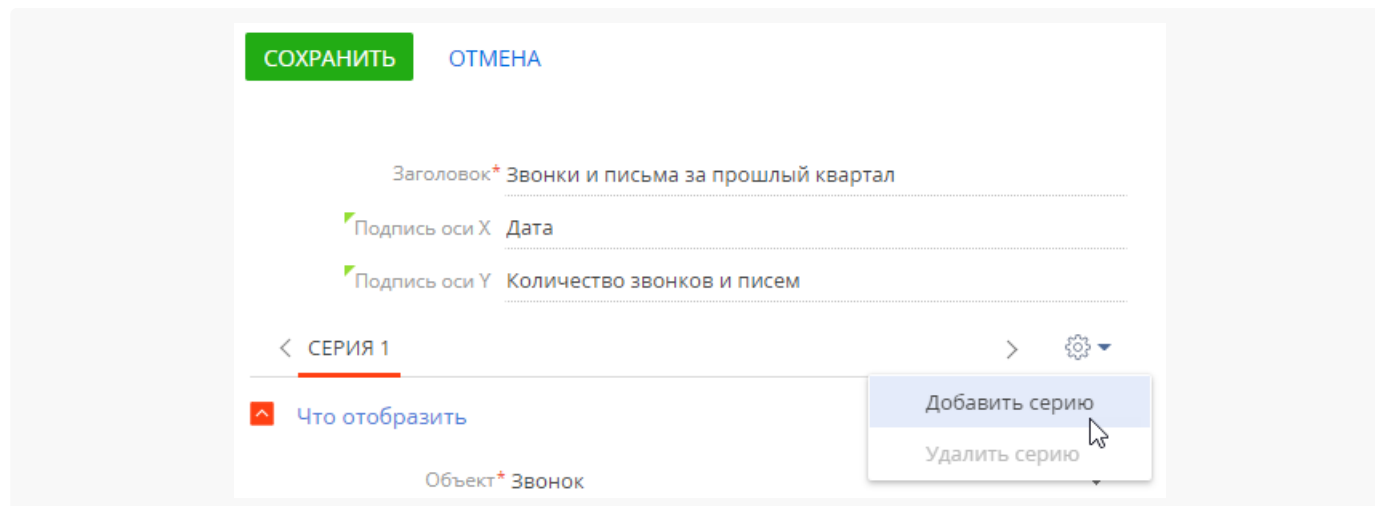 СОХРАНИТЬ ОТМЕНА
Заголовок* Звонки и письма за прошлый квартал
Подпись оси X Дата
Подпись оси Y Количество звонков и писем
СЕРИЯ 1
Что отобразить
Добавить серию
Удалить серию
Объект* Звонок